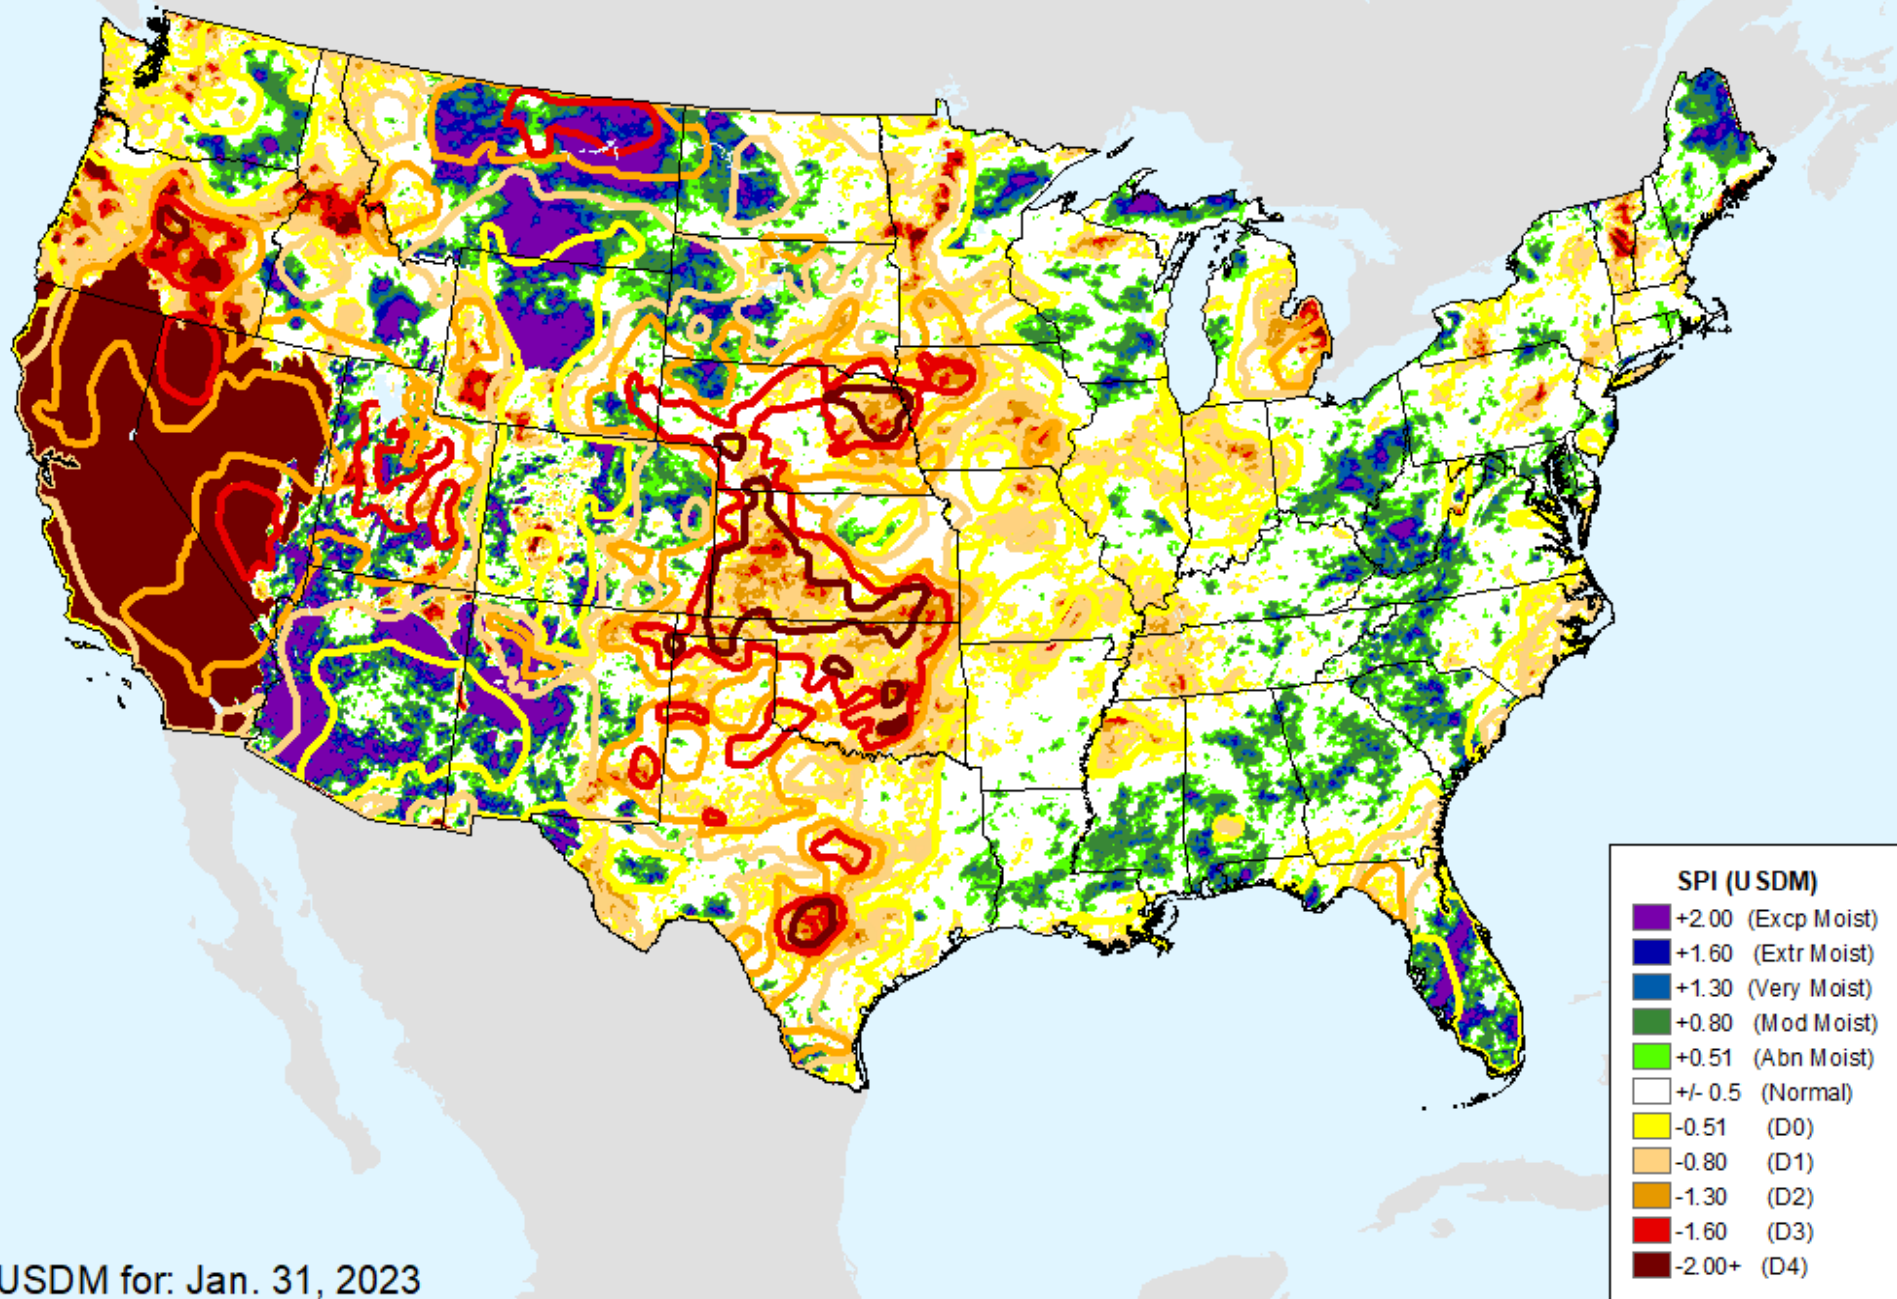 SPI (USDM)
+2.00 (Excp Moist)
+1.60 (Extr Moist)
+1.30 (Very Moist)
+0.80 (Mod Moist)
+0.51 (Abn Moist)
+/- 0.5 (Normal)
-0.51 (D0)
-0.80 (D1)
-1.30 (D2)
-1.60 (D3)
-2.00+ (D4)
USDM for: Jan. 31, 2023